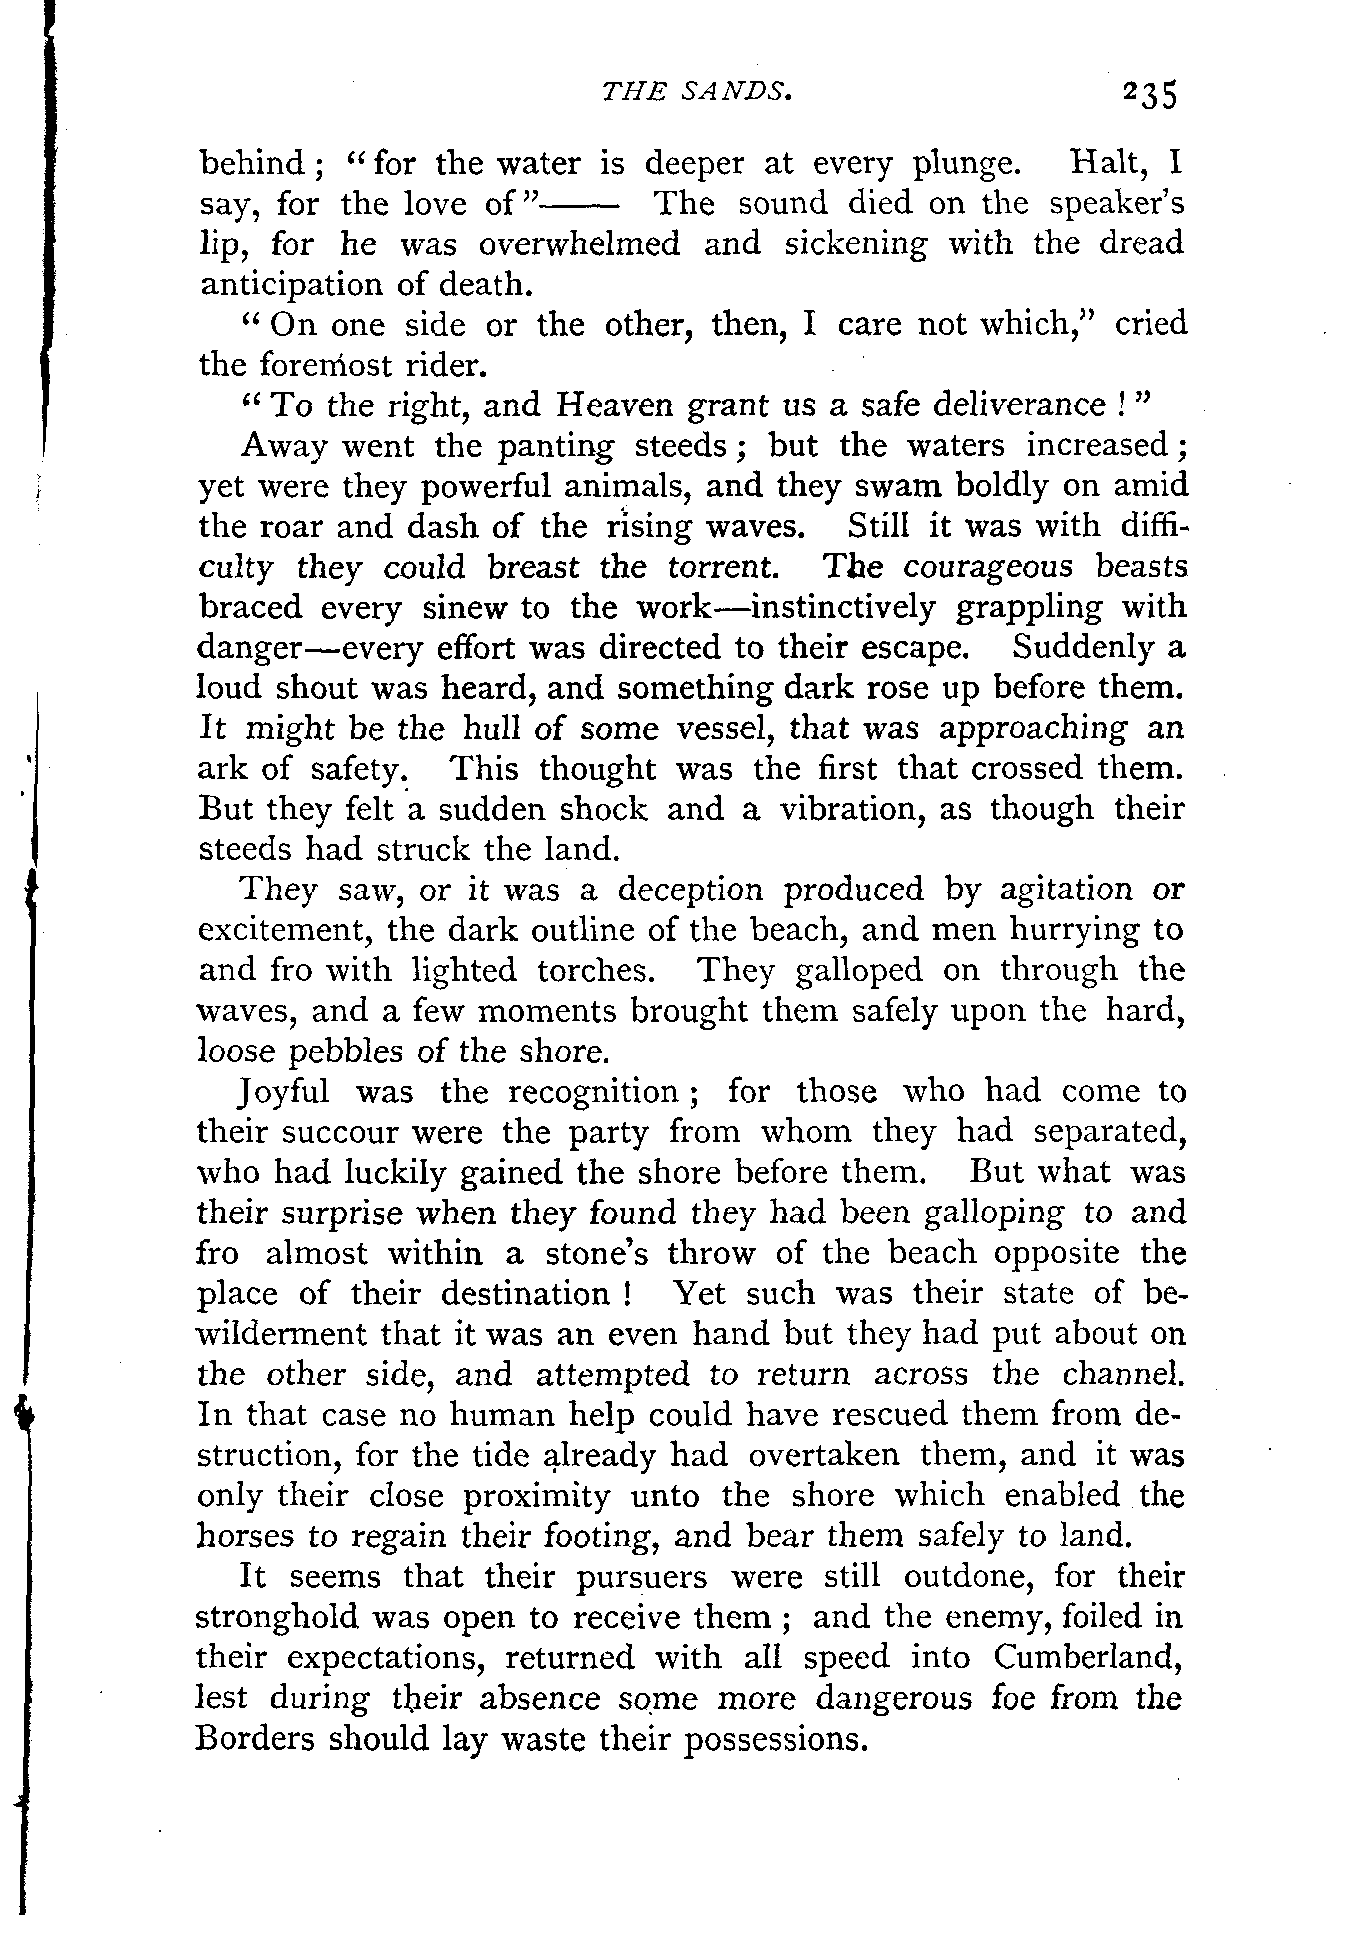 THE SANDS. 235
behind ; " for the water is deeper at every plunge. Halt, I
say, for the love of "—— The sound died on the speaker's
lip, for he was overwhelmed and sickening with the dread
anticipation of death.
" On one side or the other, then, I care not which," cried
the foremost rider.
" To the right, and Heaven grant us a safe deliverance ! "
Away went the panting steeds ; but the waters increased ;
yet were they powerful animals, and they swam boldly on amid
the roar and dash of the rising waves. Still it was with diffi-
culty they could breast the torrent. The courageous beasts
braced every sinew to the work—instinctively grappling with
danger—every effort was directed to their escape. Suddenly a
loud shout was heard, and something dark rose up before them.
It might be the hull of some vessel, that was approaching an
ark of safety. This thought was the first that crossed them.
But they felt a sudden shock and a vibration, as though their
steeds had struck the land.
They saw, or it was a deception produced by agitation or
excitement, the dark outline of the beach, and men hurrying to
and fro with lighted torches. They galloped on through the
waves, and a few moments brought them safely upon the hard,
loose pebbles of the shore.
Joyful was the recognition ; for those who had come to
their succour were the party from whom they had separated,
who had luckily gained the shore before them. But what was
their surprise when they found they had been galloping to and
fro almost within a stone's throw of the beach opposite the
place of their destination ! Yet such was their state of be-
wilderment that it was an even hand but they had put about on
the other side, and attempted to return across the channel.
In that case no human help could have rescued them from de-
struction, for the tide already had overtaken them, and it was
only their close proximity unto the shore which enabled the
horses to regain their footing, and bear them safely to land.
It seems that their pursuers were still outdone, for their
stronghold was open to receive them ; and the enemy, foiled in
their expectations, returned with all speed into Cumberland,
lest during their absence some more dangerous foe from the
Borders should lay waste their possessions.